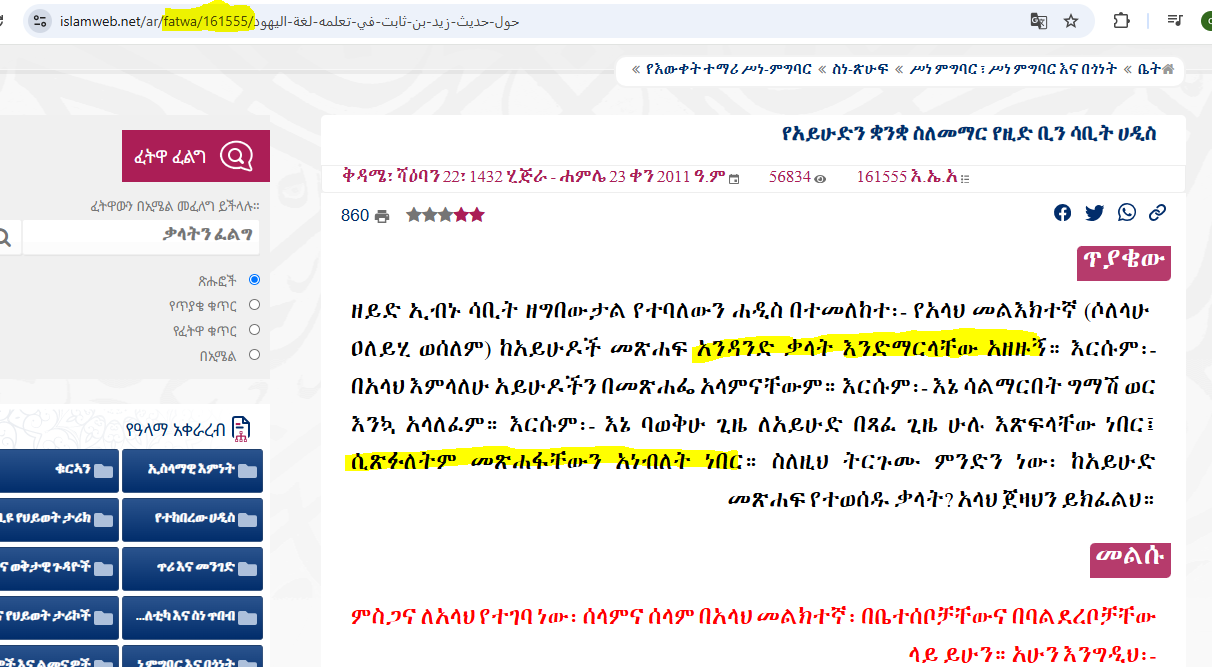 islamweb.net/ar/fatwa/161555/حول-حديث-زيد-بن-ثابت-في-تعلمه-لغة-اليهود
« የእውቀት ተማሪ ሥነ-ምግባር « ስነ-ጽሁፍ « ሥነ ምግባር ፣ ሥነ ምግባር እና በጎነት « ቤት
የአይሁድን ቋንቋ ስለመማር የዚድ ቢን ሳቢት ሀዲስ
ቅዳሜ፣ ሻዕባን 22፣ 1432 ሂጅራ - ሐምሌ 23 ቀን 2011 ዓ.ም 56834 161555 እ.ኤ.አ
860
ጥያቄው
ዘይድ ኢብኑ ሳቢት ዘግበውታል የተባለውን ሐዲስ በተመለከተ፡- የአላህ መልእክተኛ (ሶለላሁ
ዐለይሂ ወሰለም) ከአይሁዶች መጽሐፍ አንዳንድ ቃላት እንድማርላቸው አዘዙኝ። እርሱም፡-
በአላህ እምላለሁ አይሁዶችን በመጽሐፌ አላምናቸውም። እርሱም፡- እኔ ሳልማርበት ግማሽ ወር
እንኳ አላለፈም። እርሱም፡- እኔ ባወቅሁ ጊዜ ለአይሁድ በጻፈ ጊዜ ሁሉ እጽፍላቸው ነበር፤
ሲጽፉለትም መጽሐፋቸውን አነብለት ነበር። ስለዚህ ትርጉሙ ምንድን ነው፡ ከአይሁድ
መጽሐፍ የተወሰዱ ቃላት? አላህ ጀዛህን ይክፈልህ።
መልሱ
ምስጋና ለአላህ የተገባ ነው፡ ሰላምና ሰላም በአላህ መልክተኛ፡ በቤተሰቦቻቸውና በባልደረቦቻቸው
ላይ ይሁን። አሁን እንግዲህ፡-
ፈትዋ ፈልግ
ፈትዋውን በኢሜል መፈለግ ይችላሉ።
ቃላትን ፈልግ
ጽሑፎች
የጥያቄ ቁጥር
የፈትዋ ቁጥር
በኢሜል
የዓላማ አቀራረብ
ኢስላማዊ እምነት
ቁርኣን
የተከበረው ሀዲስ
የህይወት ታሪክ
ጥሪ እና መንገድ
ና ወቅታዊ ጉዳዮች
...ለቲካ እና ስነ ጥበብ
የህይወት ታሪኮች